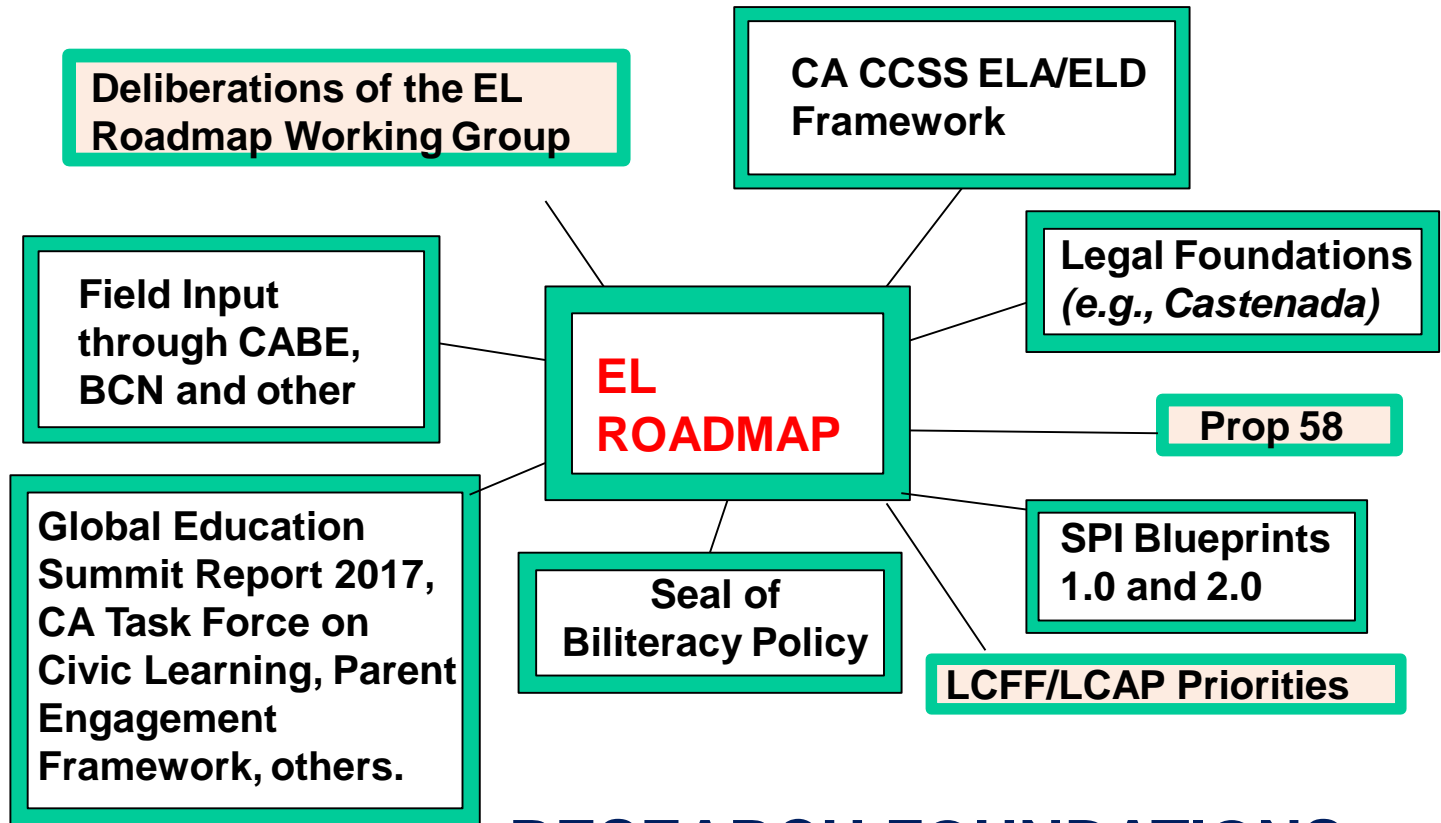 Deliberations of the EL
Roadmap Working Group
CA CCSS ELA/ELD
Framework
Field Input
through CABE,
BCN and other
Legal Foundations
(e.g., Castenada)
EL
ROADMAP
Prop 58
Global Education
Summit Report 2017,
CA Task Force on
Civic Learning, Parent
Engagement
Framework, others.
Seal of
Biliteracy Policy
SPI Blueprints
1.0 and 2.0
LCFF/LCAP Priorities
RESEARCH FOUNDATIONS